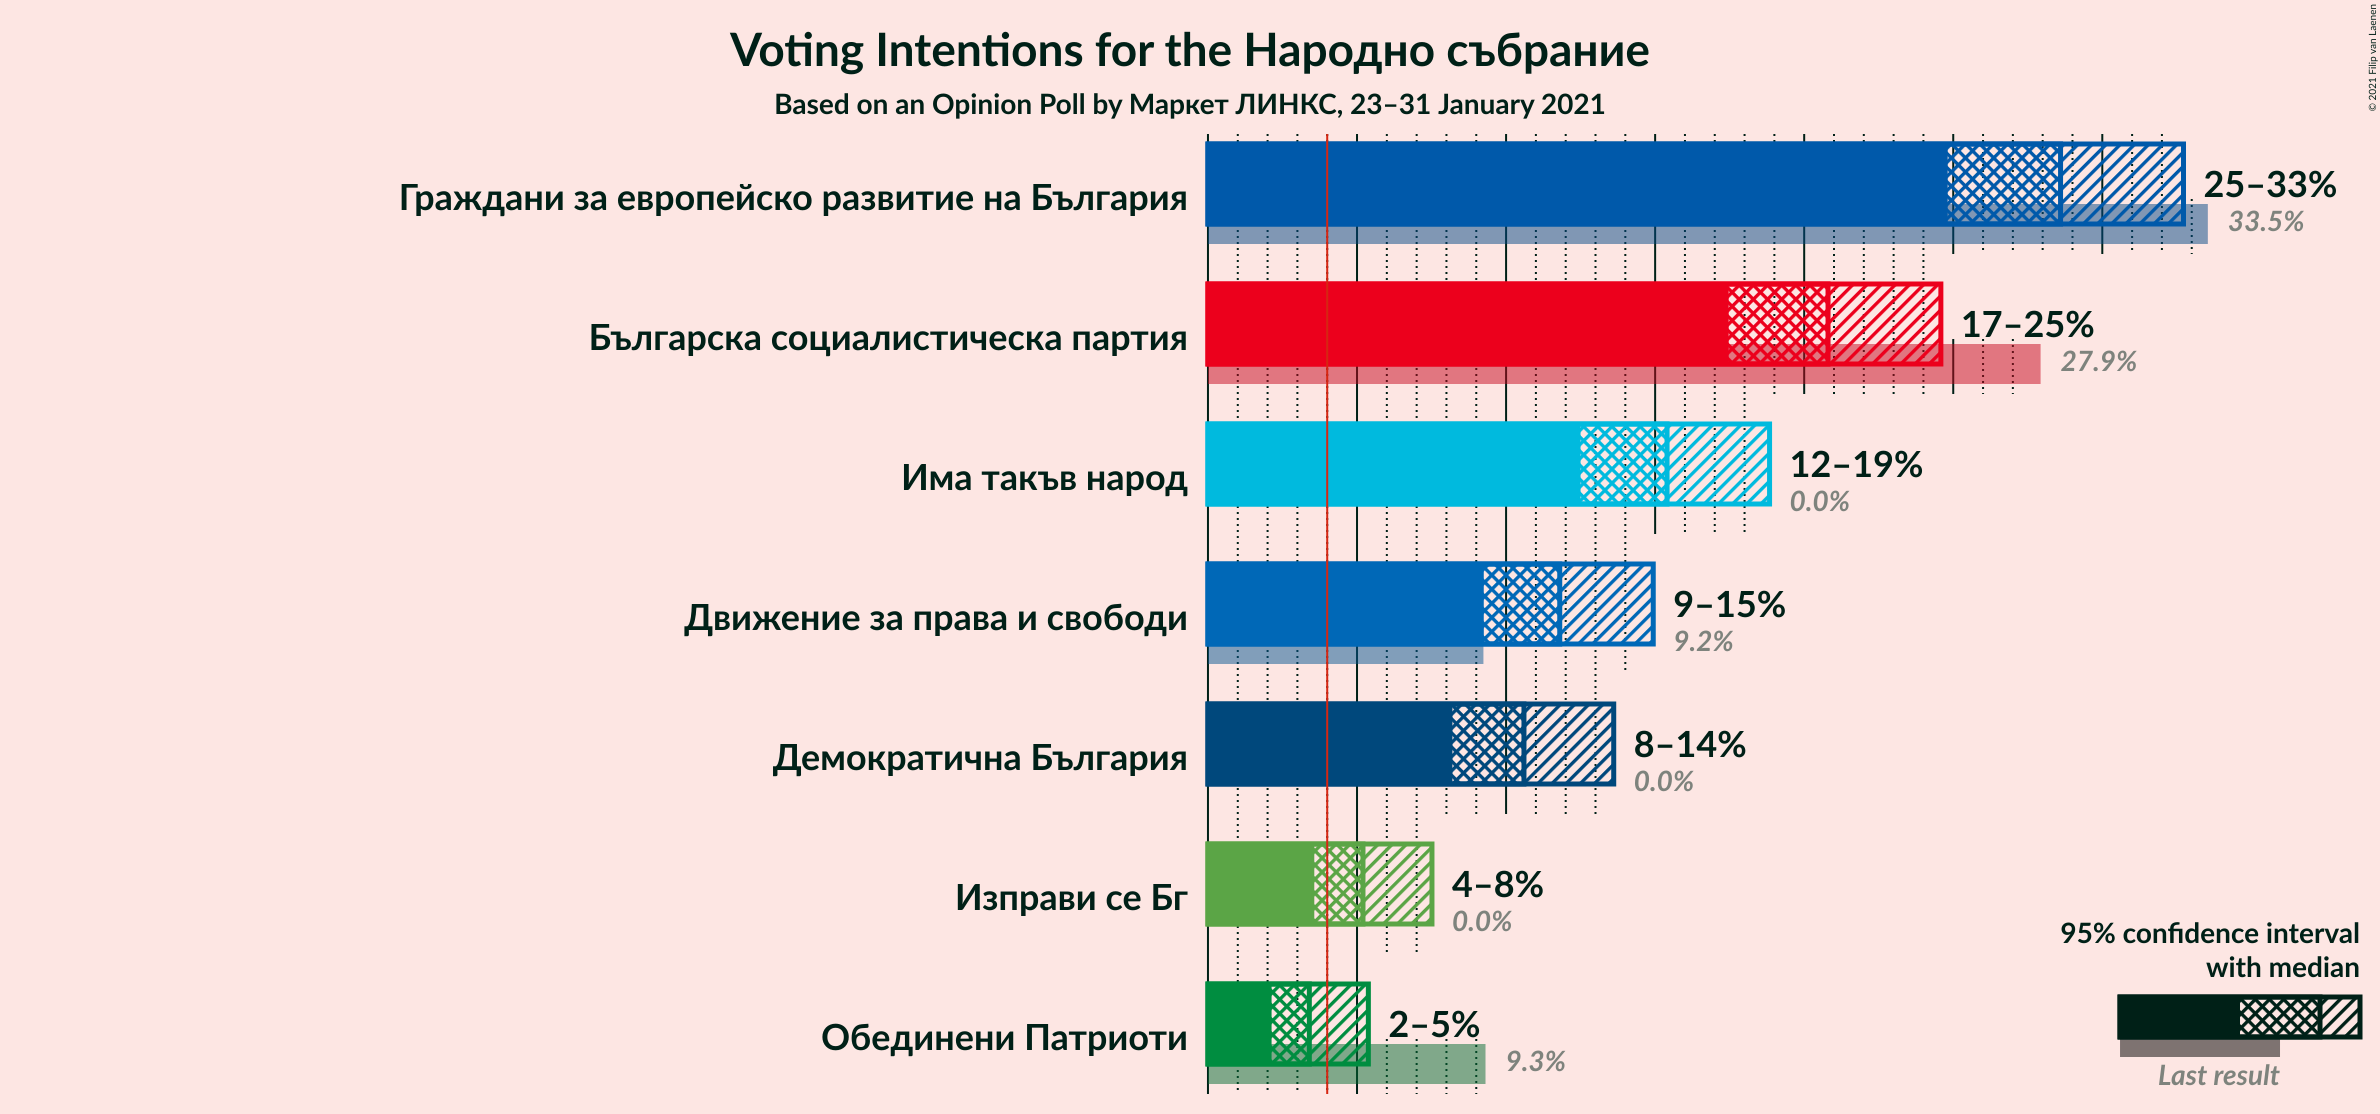 Voting Intentions for the Народно събрание
Based on an Opinion Poll by Маркет ЛИНКС, 23–31 January 2021
© 2021 Filip van Laenen
Граждани за европейско развитие на България
25–33%
33.5%
Българска социалистическа партия
17–25%
27.9%
Има такъв народ
12–19%
0.0%
Движение за права и свободи
9–15%
9.2%
Демократична България
8–14%
0.0%
Изправи се Бг
4–8%
0.0%
Обединени Патриоти
2–5%
9.3%
95% confidence interval
with median
Last result